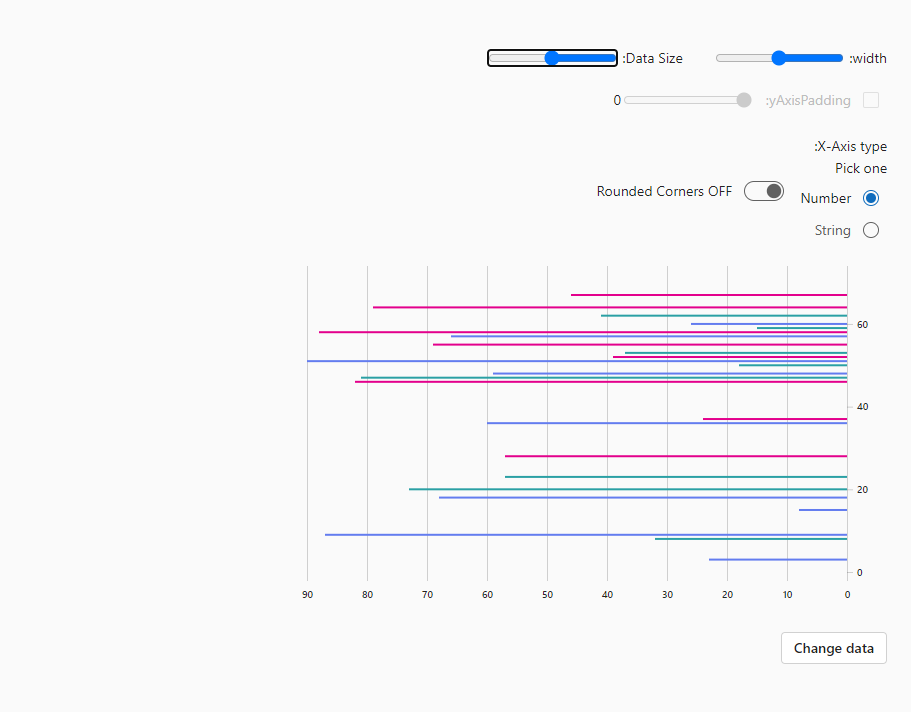 :Data Size :width
0 :yAxisPadding
:X-Axis type
Pick one
Rounded Corners OFF Number
String
60
40
20
0
90 80 70 60 50 40 30 20 10 0
Change data